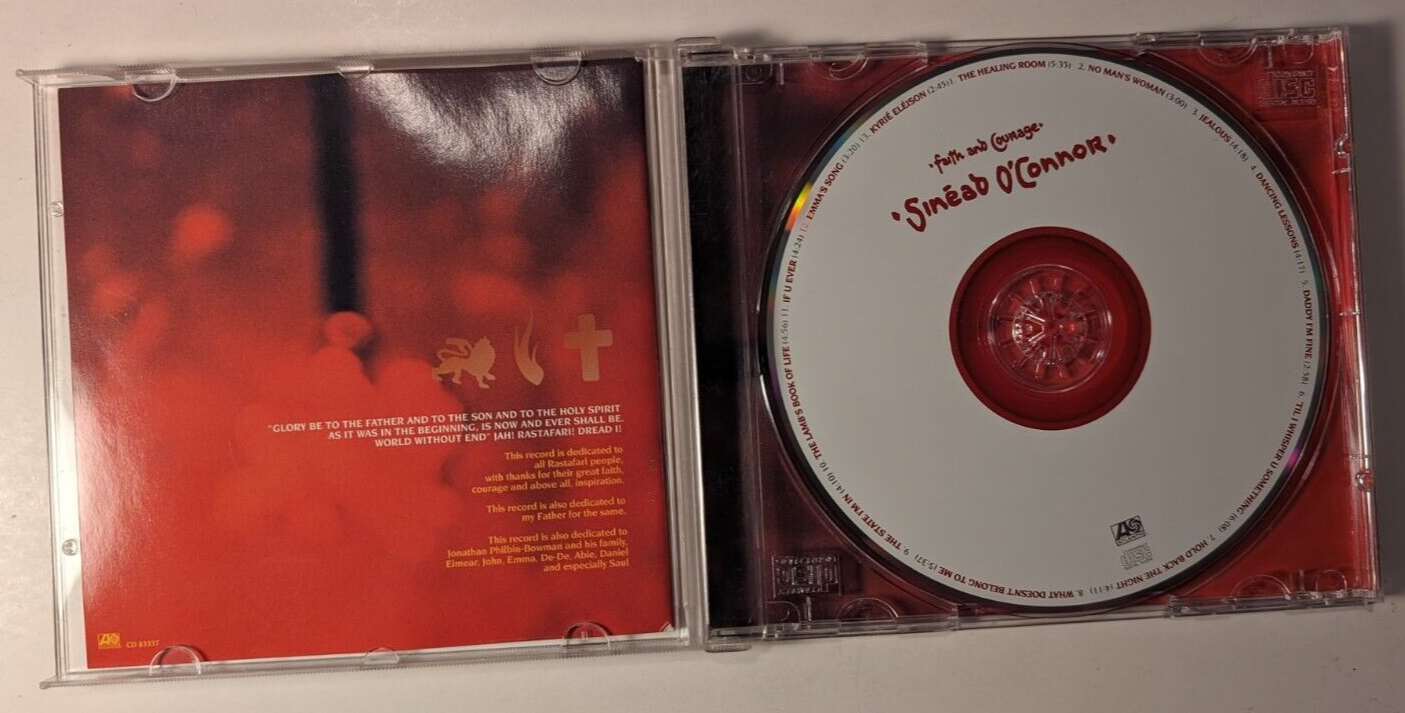 "GLORY BE TO THE FATHER AND TO THE SON AND TO THE HOLY SPIRIT
AS IT WAS IN THE BEGINNING, IS NOW AND EVER SHALL BE.
WORLD WITHOUT END" JAH! RASTAFARI! DREAD I!
This record is dedicated to
all Rastafari people,
with thanks for their great faith,
courage and above all, inspiration.
This record is also dedicated to
my Father for the same.
This record is also dedicated to
Jonathan Philbin-Bowman and his family,
Eimear, John, Emma, De-De, Abie, Daniel
and especially Saul
CD 83337
•faith and Courage•
•Sinéad O'Connor•
1. THE HEALING ROOM (5:35)
2. NO MAN'S WOMAN (3:00)
3. JEALOUS (4:18)
4. DANCING LESSONS (4:17)
5. DADDY I'M FINE (2:58)
6. 'TIL I WHISPER U SOMETHING (6:08)
7. HOLD BACK THE NIGHT (4:11)
8. WHAT DOESN'T BELONG TO ME (5:37)
9. THE STATE I'M IN (4:10)
10. THE LAMB'S BOOK OF LIFE (4:56)
11. IF U EVER (4:24)
12. EMMA'S SONG (3:20)
13. KYRIÉ ELÉISON (2:45)